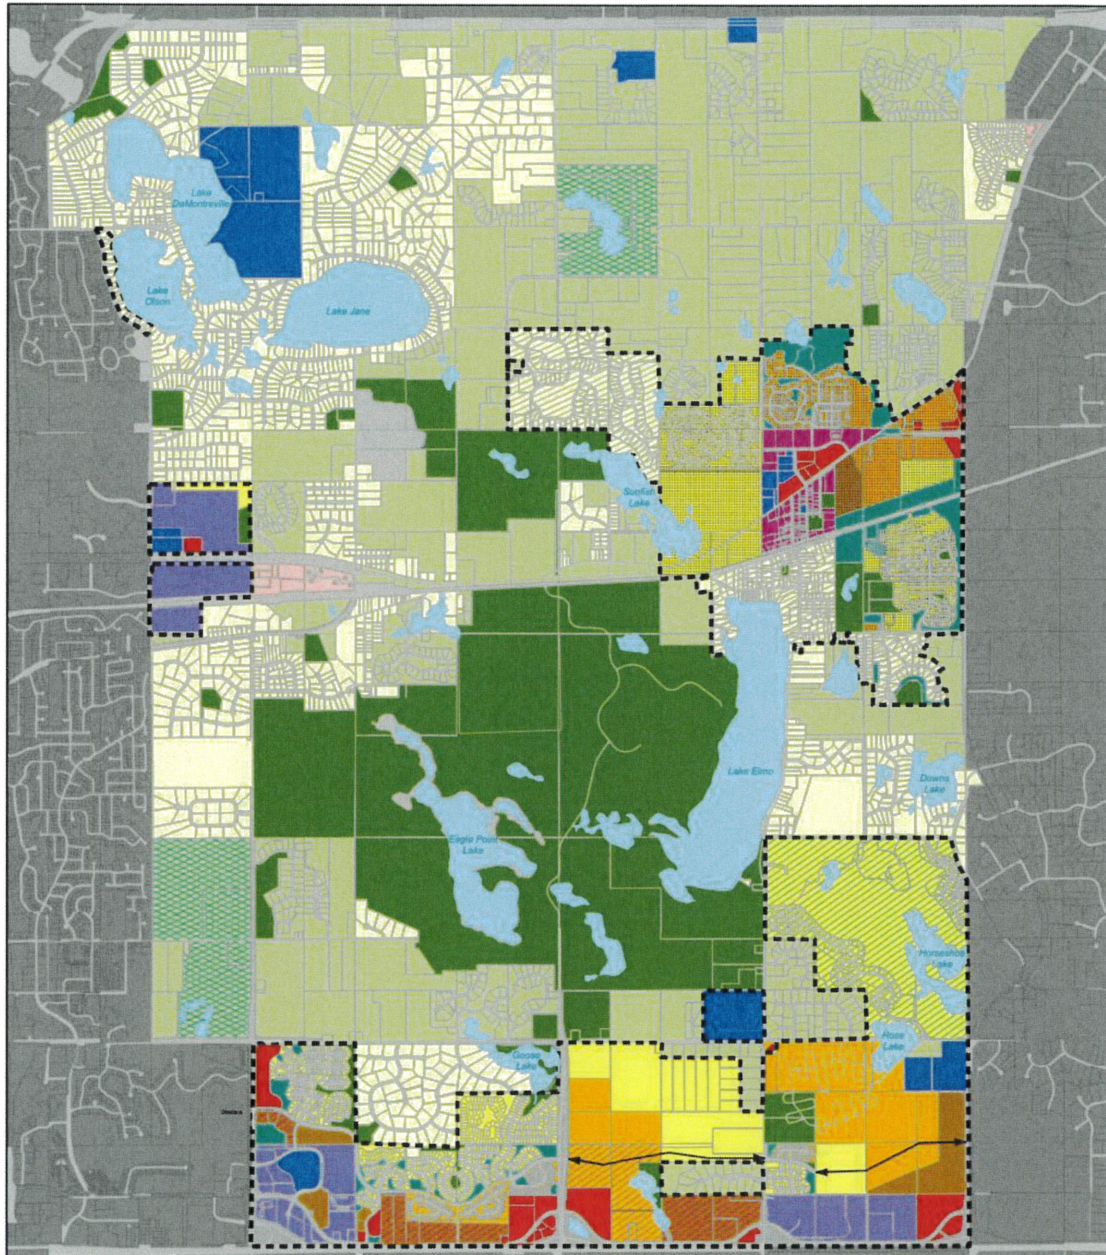 Lake
DeMontreville
Lake
Olson
Lake Jane
Sunfish
Lake
Lake Elmo
Downs
Lake
Eagle Point
Lake
Horseshoe
Lake
Rose
Lake
Goose
Lake